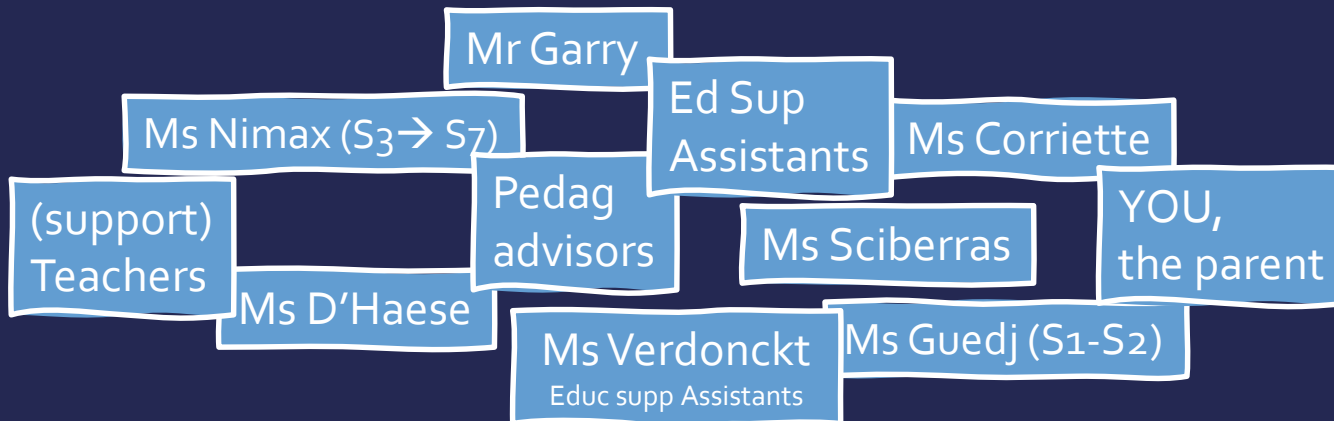 Mr Garry
Ed Sup
Assistants
Ms Nimax (S3→ S7)
Ms Corriette
Pedag
advisors
YOU,
the parent
(support)
Teachers
Ms Sciberras
Ms D’Haese
Ms Verdonckt
Educ supp Assistants
Ms Guedj (S1-S2)